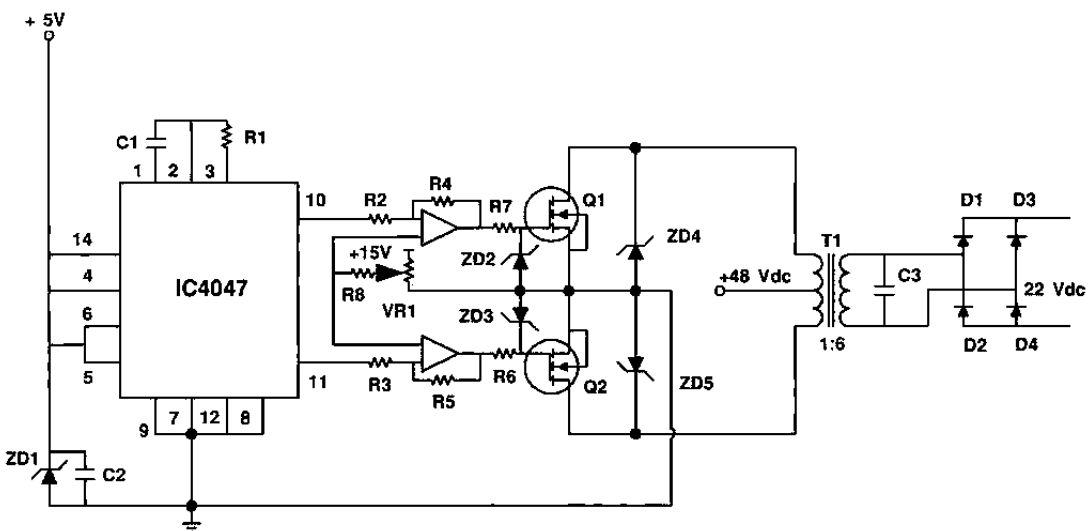 + 5V
C1
R1
1
2
3
10
R2
R4
R7
Q1
D1
D3
14
+15V
ZD2
ZD4
T1
4
IC4047
R8
+48 Vdc
C3
VR1
22 Vdc
6
ZD3
1:6
5
11
R3
R6
Q2
ZD5
D2
D4
R5
9
7
12
8
ZD1
C2